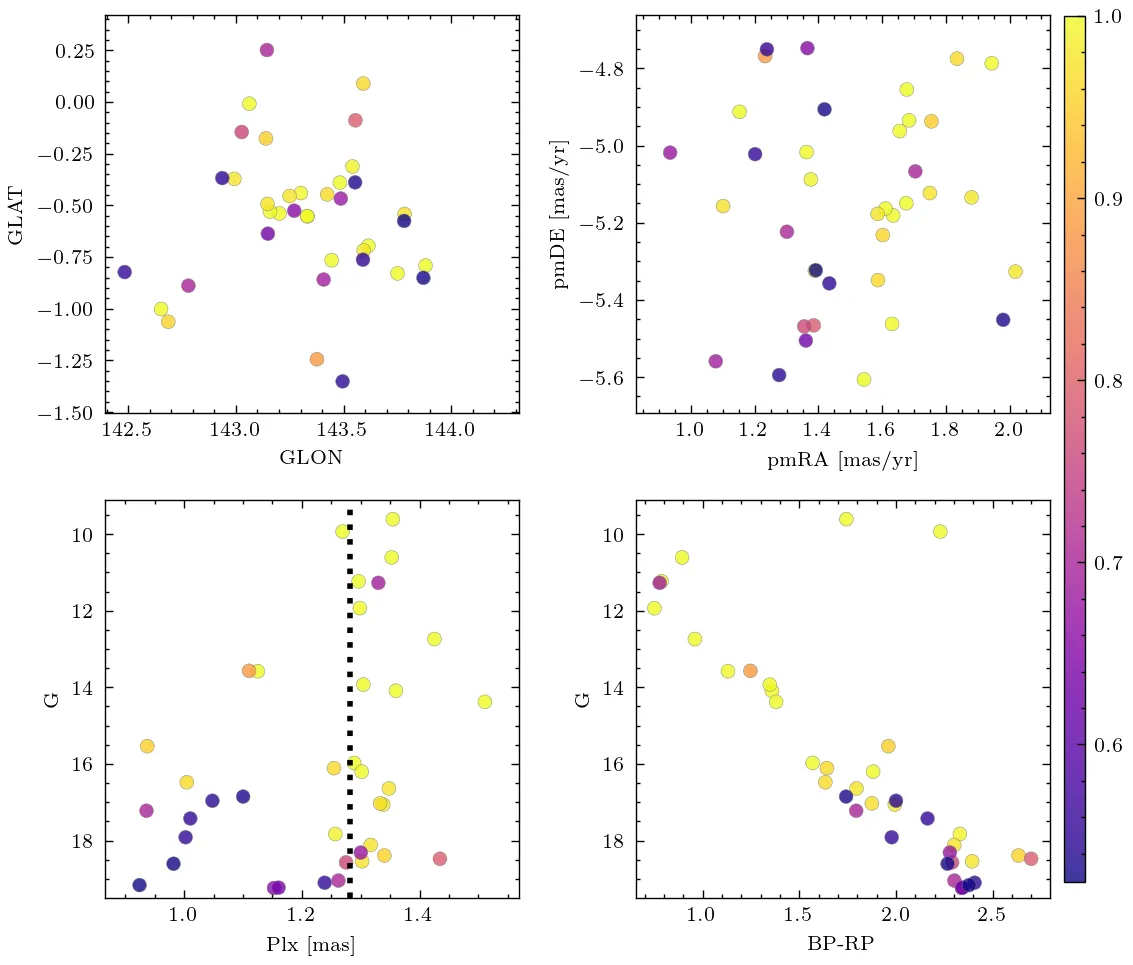 0.25
0.00
−0.25
−0.50
−0.75
−1.00
−1.25
−1.50
GLAT
142.5 143.0 143.5 144.0
GLON
−4.8
−5.0
−5.2
−5.4
−5.6
pmDE [mas/yr]
1.0 1.2 1.4 1.6 1.8 2.0
pmRA [mas/yr]
1.0
0.9
0.8
0.7
0.6
10
12
14
16
18
G
1.0 1.2 1.4
Plx [mas]
10
12
14
16
18
G
1.0 1.5 2.0 2.5
BP-RP